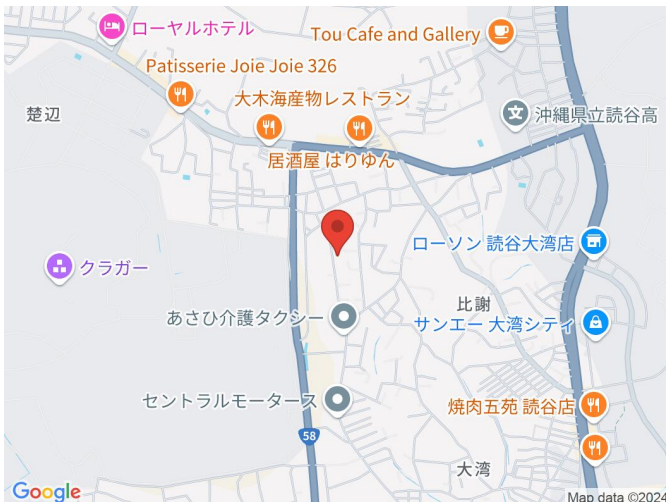 ローヤルホテル
Tou Cafe and Gallery
Patisserie Joie Joie 326
大木海産物レストラン
楚辺
沖縄県立読谷高
居酒屋 はりゆん
ローソン 読谷大湾店
クラガー
比謝
あさひ介護タクシー
サンエー 大湾シティ
セントラルモータース
焼肉五苑 読谷店
58
大湾
Google
Map data ©2024